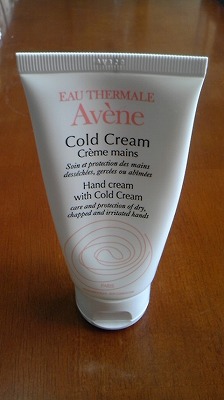 EAU THERMALE
Avène
Cold Cream
Crème mains
Soin et protection des mains
desséchées, gercées ou abîmées
Hand cream
with Cold Cream
care and protection of dry,
chapped and irritated hands